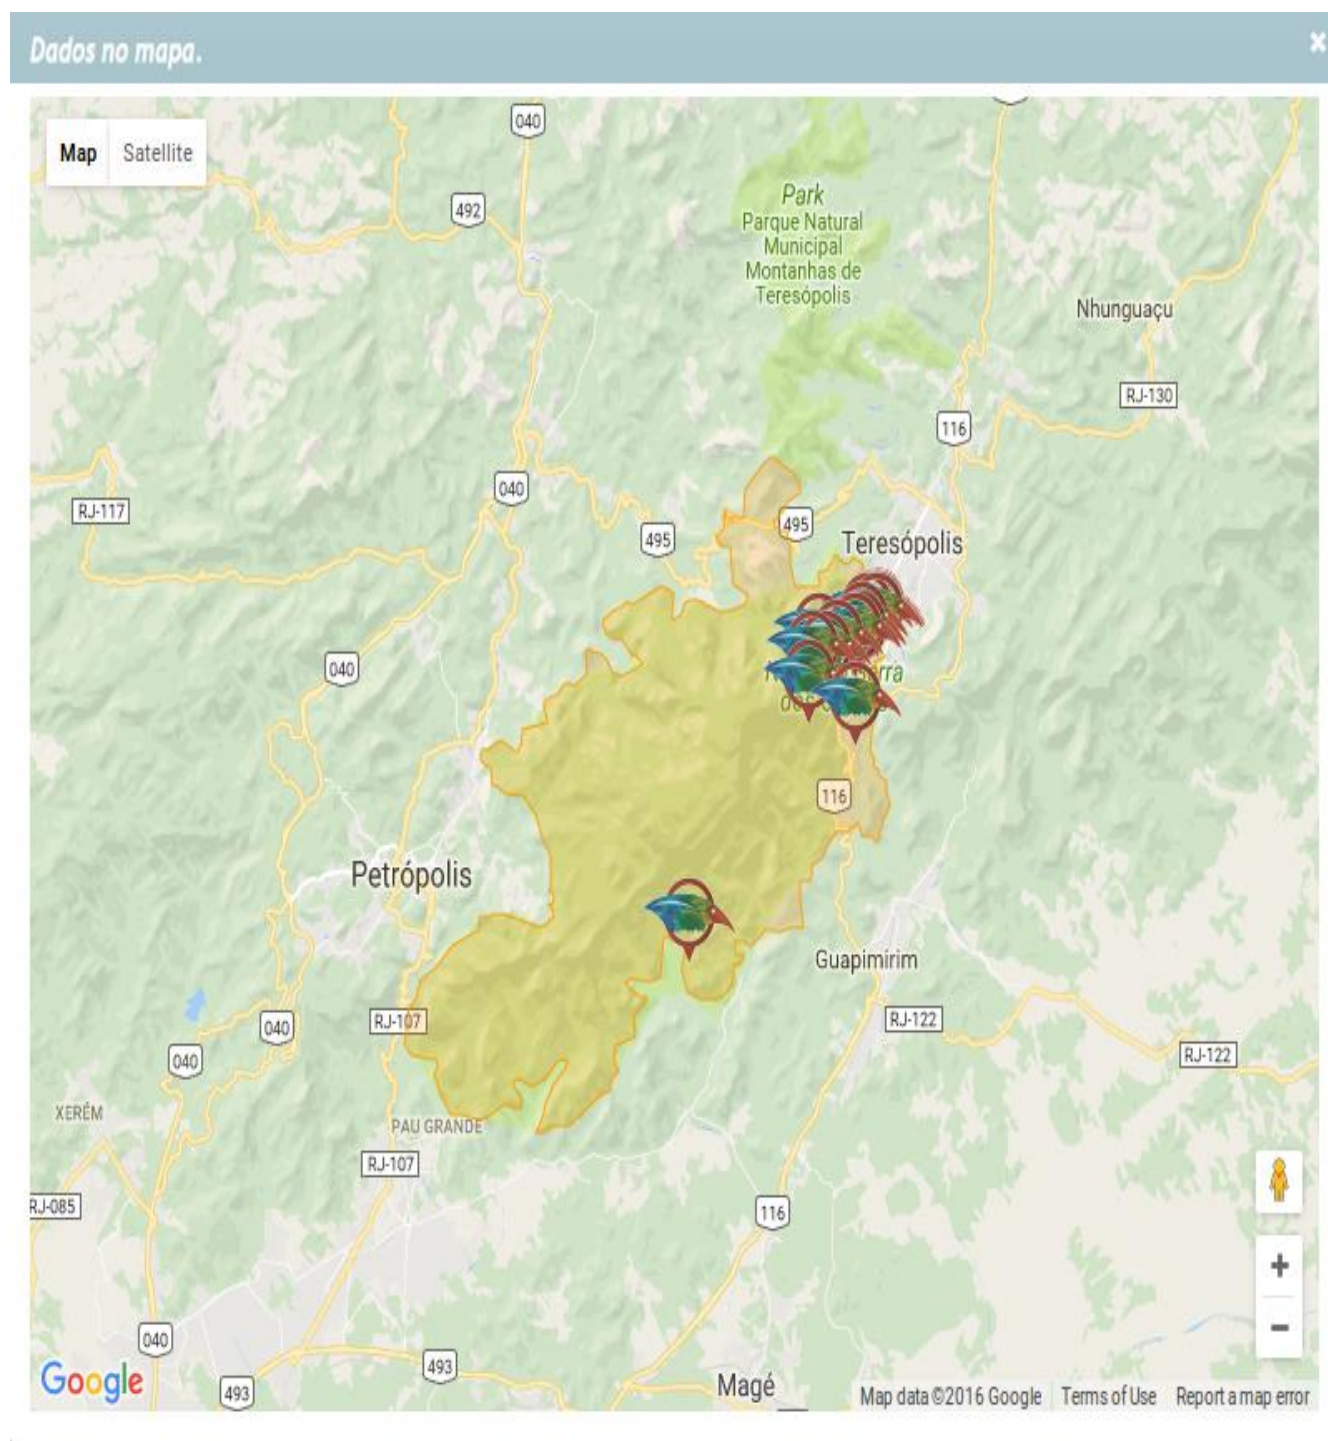 Dados no mapa.
×
Map
Satellite
040
492
Park
Parque Natural
Municipal
Montanhas de
Teresópolis
Nhunguaçu
RJ-130
116
040
RJ-117
495
495
Teresópolis
040
rra
116
Petrópolis
Guapimirim
RJ-107
RJ-122
040
040
RJ-122
XERÉM
PAU GRANDE
RJ-107
RJ-085
116
+
−
040
493
493
Google
Magé
Map data ©2016 Google
Terms of Use
Report a map error